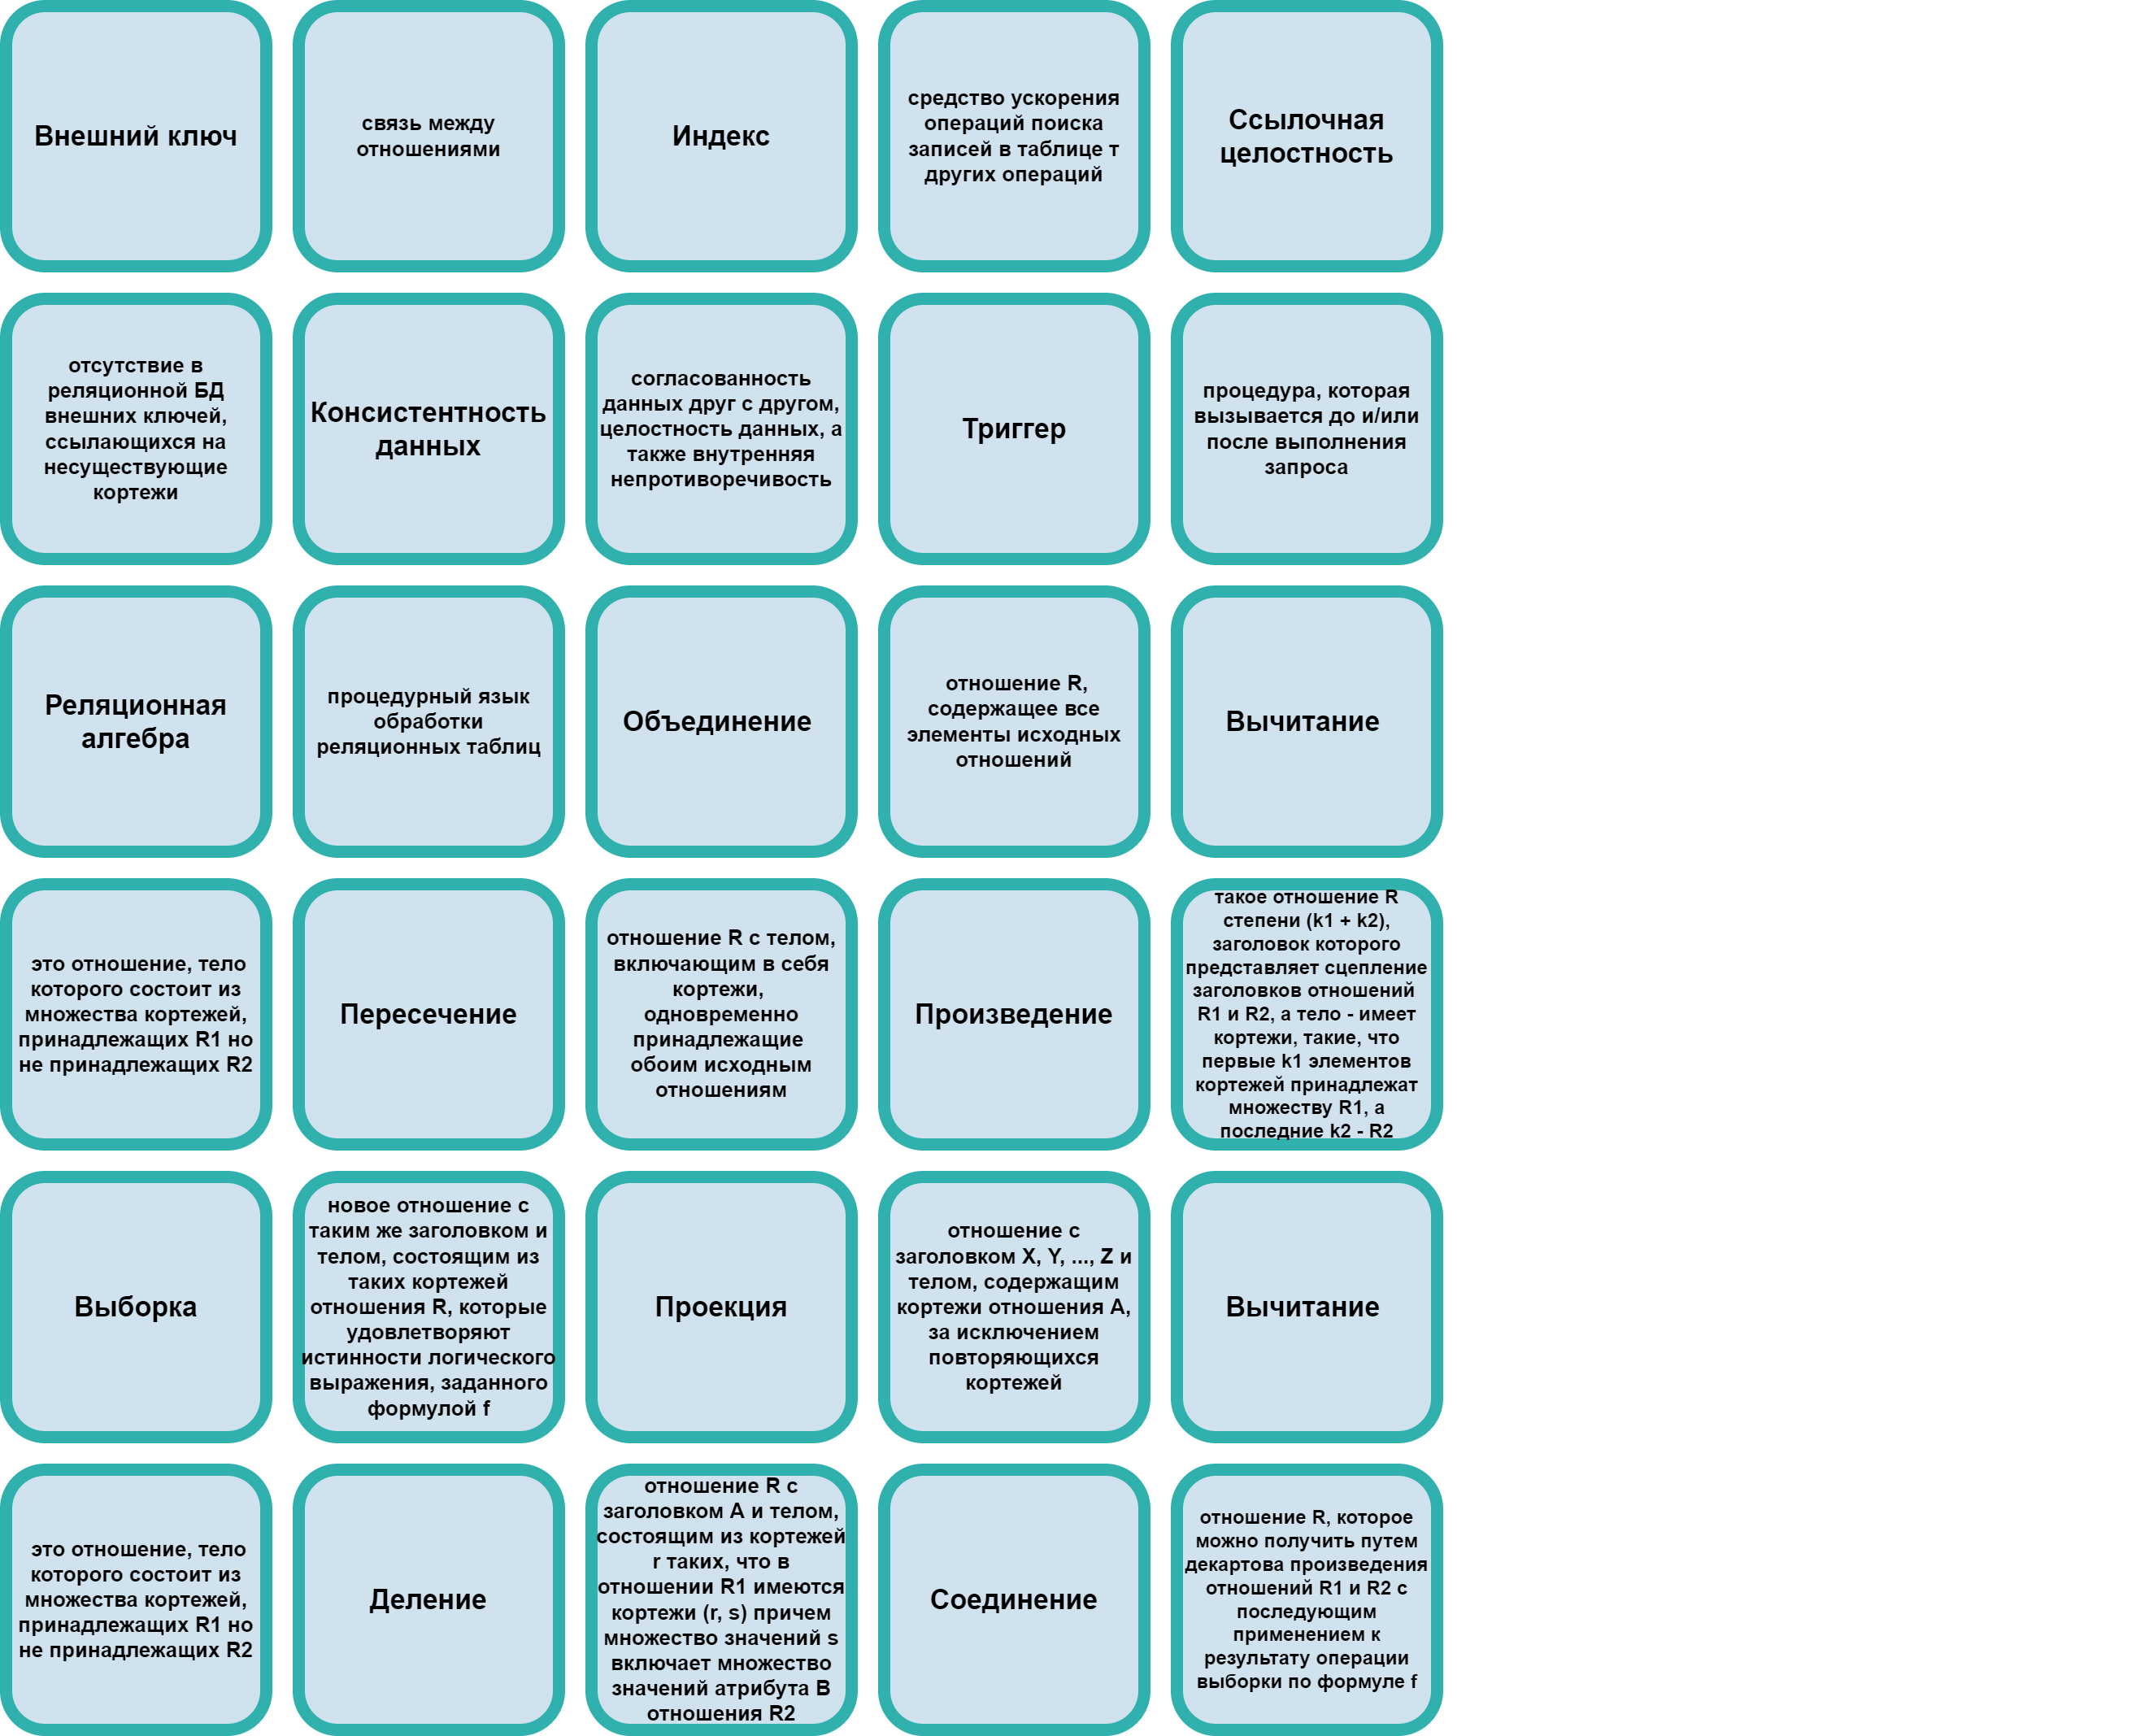 Внешний ключ
связь между
отношениями
Индекс
средство ускорения
операций поиска
записей в таблице т
других операций
Ссылочная
целостность
отсутствие в
реляционной БД
внешних ключей,
ссылающихся на
несуществующие
кортежи
Консистентность
данных
согласованность
данных друг с другом,
целостность данных, а
также внутренняя
непротиворечивость
Триггер
процедура, которая
вызывается до и/или
после выполнения
запроса
Реляционная
алгебра
процедурный язык
обработки
реляционных таблиц
Объединение
отношение R,
содержащее все
элементы исходных
отношений
Вычитание
это отношение, тело
которого состоит из
множества кортежей,
принадлежащих R1 но
не принадлежащих R2
Пересечение
отношение R с телом,
включающим в себя
кортежи,
одновременно
принадлежащие
обоим исходным
отношениям
Произведение
такое отношение R
степени (k1 + k2),
заголовок которого
представляет сцепление
заголовков отношений
R1 и R2, а тело - имеет
кортежи, такие, что
первые k1 элементов
кортежей принадлежат
множеству R1, а
последние k2 - R2
Выборка
новое отношение с
таким же заголовком и
телом, состоящим из
таких кортежей
отношения R, которые
удовлетворяют
истинности логического
выражения, заданного
формулой f
Проекция
отношение с
заголовком X, Y, ..., Z и
телом, содержащим
кортежи отношения A,
за исключением
повторяющихся
кортежей
Вычитание
это отношение, тело
которого состоит из
множества кортежей,
принадлежащих R1 но
не принадлежащих R2
Деление
отношение R с
заголовком A и телом,
состоящим из кортежей
r таких, что в
отношении R1 имеются
кортежи (r, s) причем
множество значений s
включает множество
значений атрибута B
отношения R2
Соединение
отношение R, которое
можно получить путем
декартова произведения
отношений R1 и R2 с
последующим
применением к
результату операции
выборки по формуле f